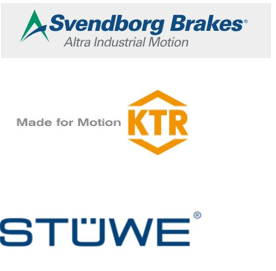 Svendborg Brakes®
Altra Industrial Motion
Made for Motion KTR
STÜWE®